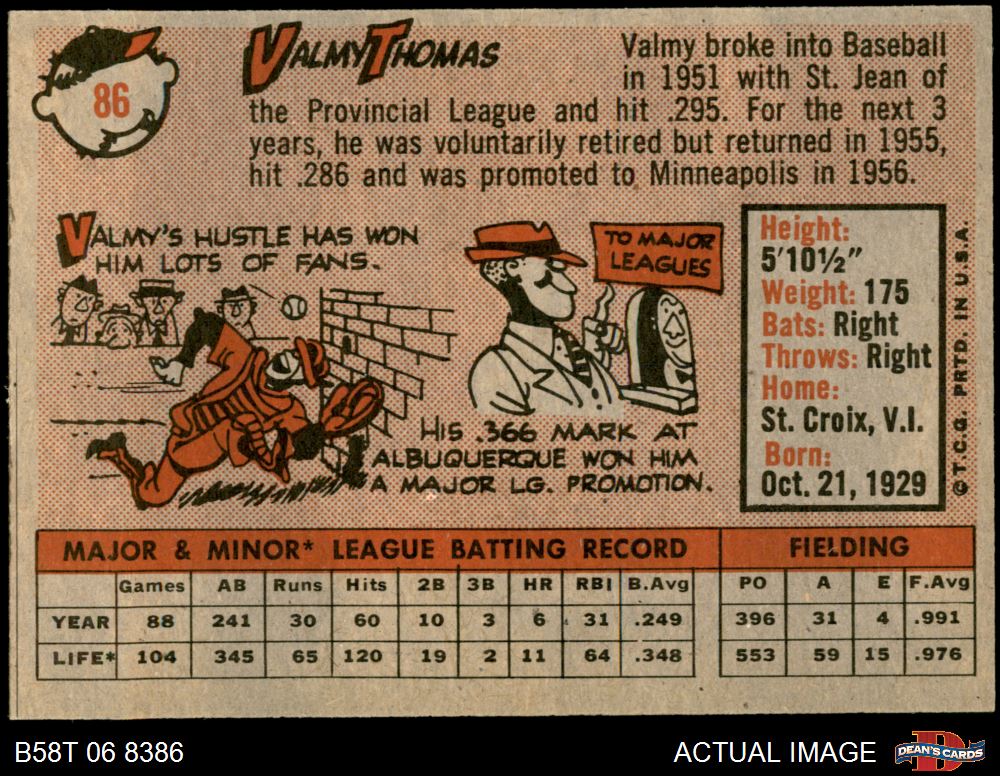 86
VALMY THOMAS
Valmy broke into Baseball
in 1951 with St. Jean of
the Provincial League and hit .295. For the next 3
years, he was voluntarily retired but returned in 1955,
hit .286 and was promoted to Minneapolis in 1956.
VALMY'S HUSTLE HAS WON
HIM LOTS OF FANS.
TO MAJOR
LEAGUES
HIS .366 MARK AT
ALBUQUERQUE WON HIM
A MAJOR LG. PROMOTION.
Height:
5'10½"
Weight: 175
Bats: Right
Throws: Right
Home:
St. Croix, V.I.
Born:
Oct. 21, 1929
© T.C.G. PRTD. IN U.S.A.
MAJOR & MINOR* LEAGUE BATTING RECORD FIELDING
Games AB Runs Hits 2B 3B HR RBI B.Avg PO A E F.Avg
YEAR 88 241 30 60 10 3 6 31 .249 396 31 4 .991
LIFE* 104 345 65 120 19 2 11 64 .348 553 59 15 .976
B58T 06 8386 ACTUAL IMAGE DEAN'S CARDS